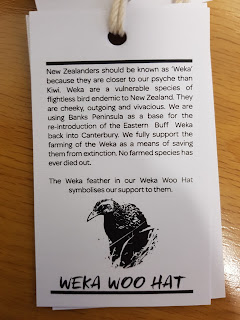 New Zealanders should be known as 'Weka'
because they are closer to our psyche than
Kiwi. Weka are a vulnerable species of
flightless bird endemic to New Zealand. They
are cheeky, outgoing and vivacious. We are
using Banks Peninsula as a base for the
re-introduction of the Eastern Buff Weka
back into Canterbury. We fully support the
farming of the Weka as a means of saving
them from extinction. No farmed species has
ever died out.
The Weka feather in our Weka Woo Hat
symbolises our support to them.
WEKA WOO HAT